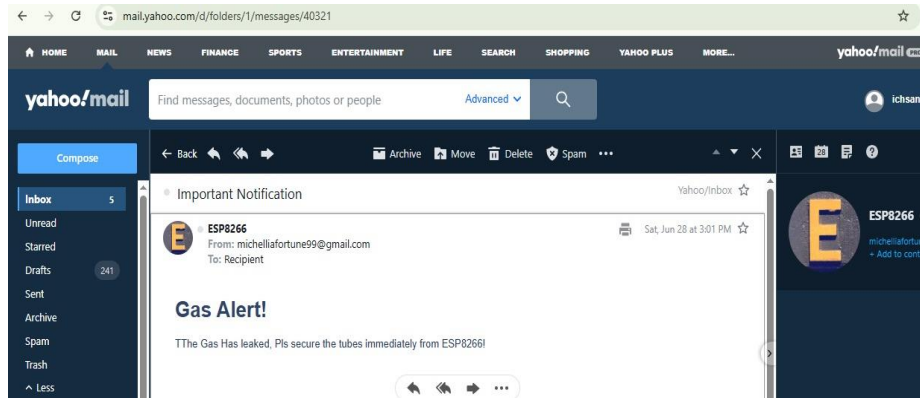 mail.yahoo.com/d/folders/1/messages/40321
HOME MAIL NEWS FINANCE SPORTS ENTERTAINMENT LIFE SEARCH SHOPPING YAHOO PLUS MORE... yahoo!mail
yahoo!mail Find messages, documents, photos or people Advanced ichsan
Compose Back Archive Move Delete Spam ••• 28
Important Notification Yahoo/Inbox
Inbox 5
Unread
Starred
Drafts 241
Sent
Archive
Spam
Trash
Less
E ESP8266 Sat, Jun 28 at 3:01 PM
From: michelliafortune99@gmail.com
To: Recipient
Gas Alert!
TThe Gas Has leaked, Pls secure the tubes immediately from ESP8266!
•••
E ESP8266
michelliafortu
+ Add to cont